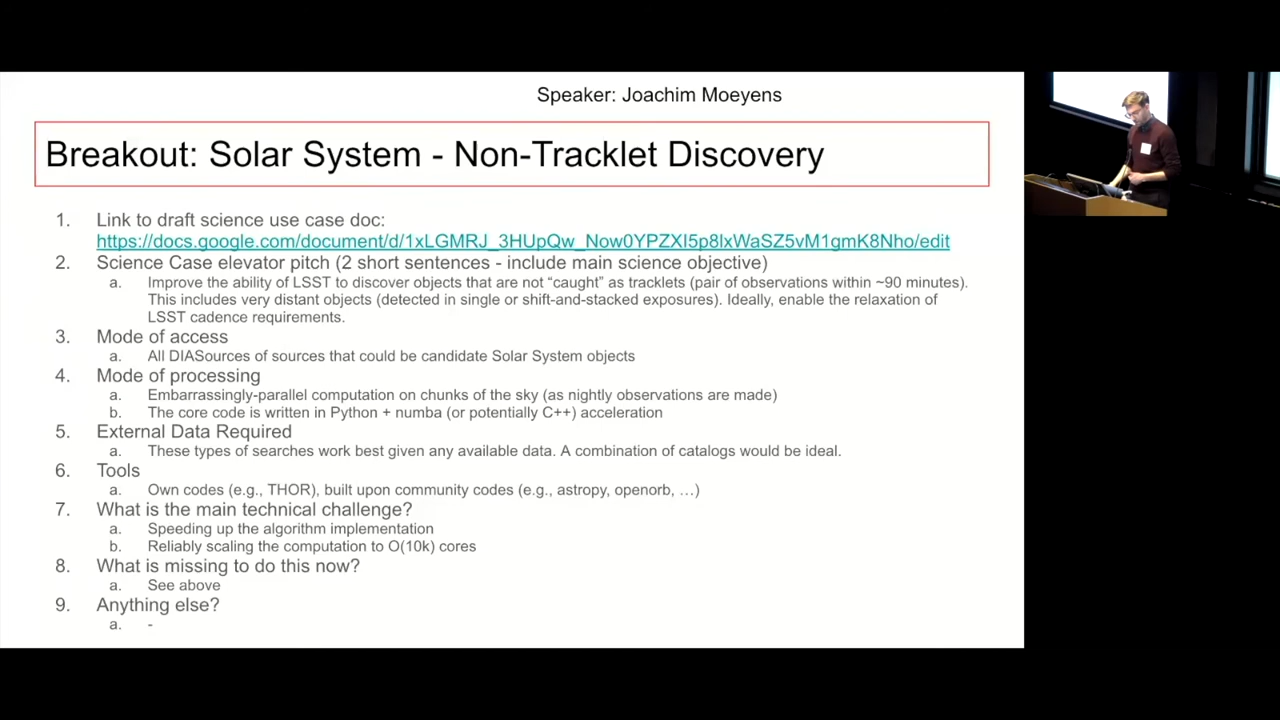 Speaker: Joachim Moeyens
Breakout: Solar System - Non-Tracklet Discovery
1. Link to draft science use case doc:
https://docs.google.com/document/d/1xLGMRJ_3HUpQw_Now0YPZXI5p8lxWaSZ5vM1gmK8Nho/edit
2. Science Case elevator pitch (2 short sentences - include main science objective)
a. Improve the ability of LSST to discover objects that are not “caught” as tracklets (pair of observations within ~90 minutes).
This includes very distant objects (detected in single or shift-and-stacked exposures). Ideally, enable the relaxation of
LSST cadence requirements.
3. Mode of access
a. All DIASources of sources that could be candidate Solar System objects
4. Mode of processing
a. Embarrassingly-parallel computation on chunks of the sky (as nightly observations are made)
b. The core code is written in Python + numba (or potentially C++) acceleration
5. External Data Required
a. These types of searches work best given any available data. A combination of catalogs would be ideal.
6. Tools
a. Own codes (e.g., THOR), built upon community codes (e.g., astropy, openorb, …)
7. What is the main technical challenge?
a. Speeding up the algorithm implementation
b. Reliably scaling the computation to O(10k) cores
8. What is missing to do this now?
a. See above
9. Anything else?
a. -